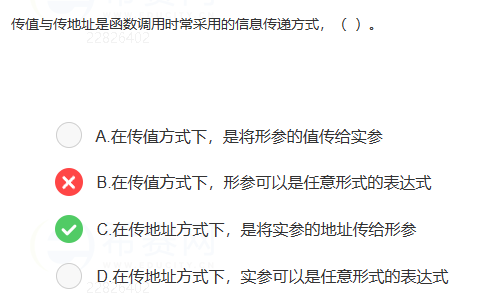 传值与传地址是函数调用时常采用的信息传递方式，（ ）。
A.在传值方式下，是将形参的值传给实参
B.在传值方式下，形参可以是任意形式的表达式
C.在传地址方式下，是将实参的地址传给形参
D.在传地址方式下，实参可以是任意形式的表达式